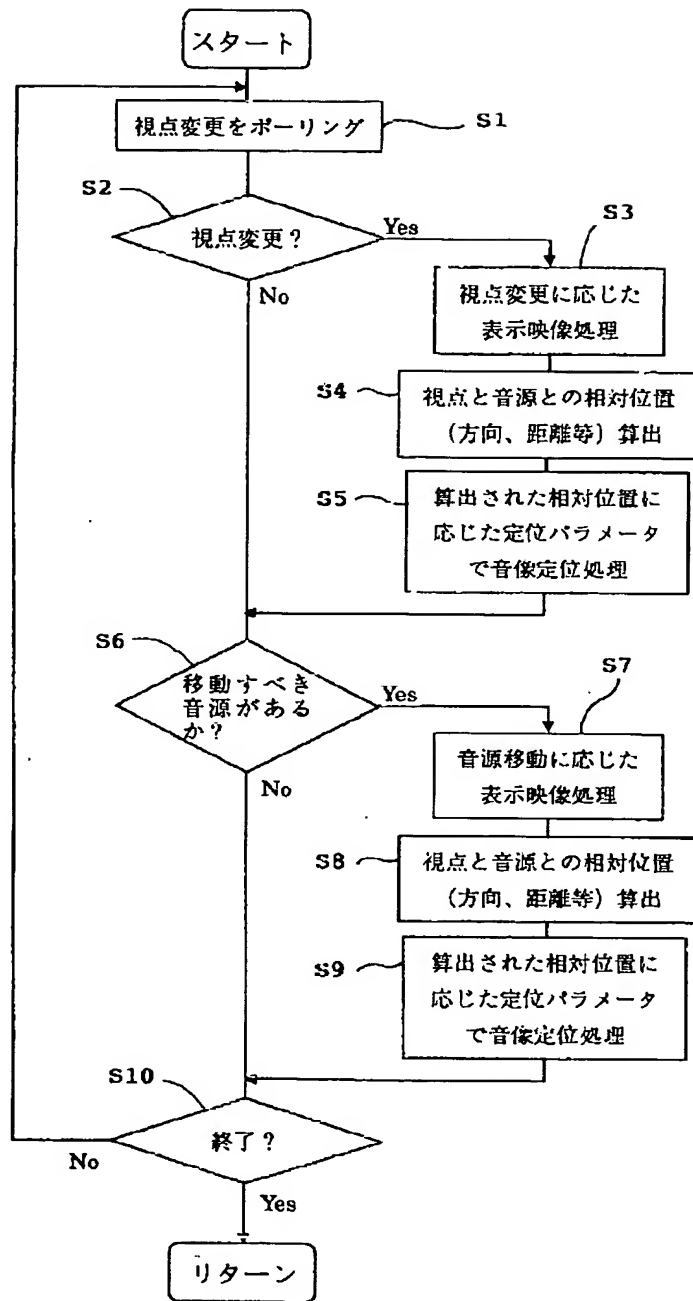 スタート
視点変更をポーリング
S1
S2
視点変更?
Yes
No
S3
視点変更に応じた
表示映像処理
S4
視点と音源との相対位置
(方向、距離等)算出
S5
算出された相対位置に
応じた定位パラメータ
で音像定位処理
S6
移動すべき
音源がある
か?
Yes
No
S7
音源移動に応じた
表示映像処理
S8
視点と音源との相対位置
(方向、距離等)算出
S9
算出された相対位置に
応じた定位パラメータ
で音像定位処理
S10
終了?
No
Yes
リターン